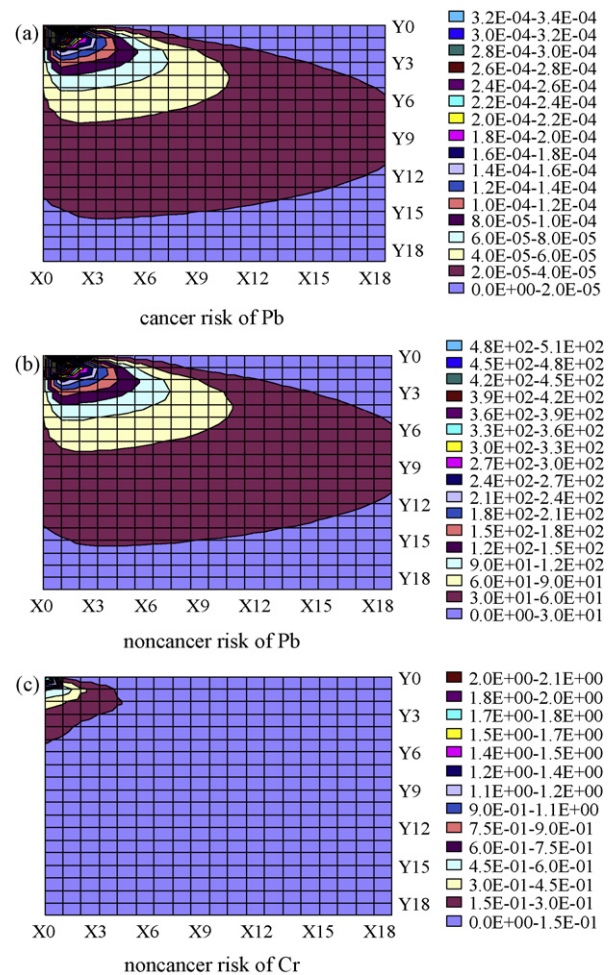 (a)
Y0
Y3
Y6
Y9
Y12
Y15
Y18
X0 X3 X6 X9 X12 X15 X18
3.2E-04-3.4E-04
3.0E-04-3.2E-04
2.8E-04-3.0E-04
2.6E-04-2.8E-04
2.4E-04-2.6E-04
2.2E-04-2.4E-04
2.0E-04-2.2E-04
1.8E-04-2.0E-04
1.6E-04-1.8E-04
1.4E-04-1.6E-04
1.2E-04-1.4E-04
1.0E-04-1.2E-04
8.0E-05-1.0E-04
6.0E-05-8.0E-05
4.0E-05-6.0E-05
2.0E-05-4.0E-05
0.0E+00-2.0E-05
cancer risk of Pb
(b)
Y0
Y3
Y6
Y9
Y12
Y15
Y18
X0 X3 X6 X9 X12 X15 X18
4.8E+02-5.1E+02
4.5E+02-4.8E+02
4.2E+02-4.5E+02
3.9E+02-4.2E+02
3.6E+02-3.9E+02
3.3E+02-3.6E+02
3.0E+02-3.3E+02
2.7E+02-3.0E+02
2.4E+02-2.7E+02
2.1E+02-2.4E+02
1.8E+02-2.1E+02
1.5E+02-1.8E+02
1.2E+02-1.5E+02
9.0E+01-1.2E+02
6.0E+01-9.0E+01
3.0E+01-6.0E+01
0.0E+00-3.0E+01
noncancer risk of Pb
(c)
Y0
Y3
Y6
Y9
Y12
Y15
Y18
X0 X3 X6 X9 X12 X15 X18
2.0E+00-2.1E+00
1.8E+00-2.0E+00
1.7E+00-1.8E+00
1.5E+00-1.7E+00
1.4E+00-1.5E+00
1.2E+00-1.4E+00
1.1E+00-1.2E+00
9.0E-01-1.1E+00
7.5E-01-9.0E-01
6.0E-01-7.5E-01
4.5E-01-6.0E-01
3.0E-01-4.5E-01
1.5E-01-3.0E-01
0.0E+00-1.5E-01
noncancer risk of Cr